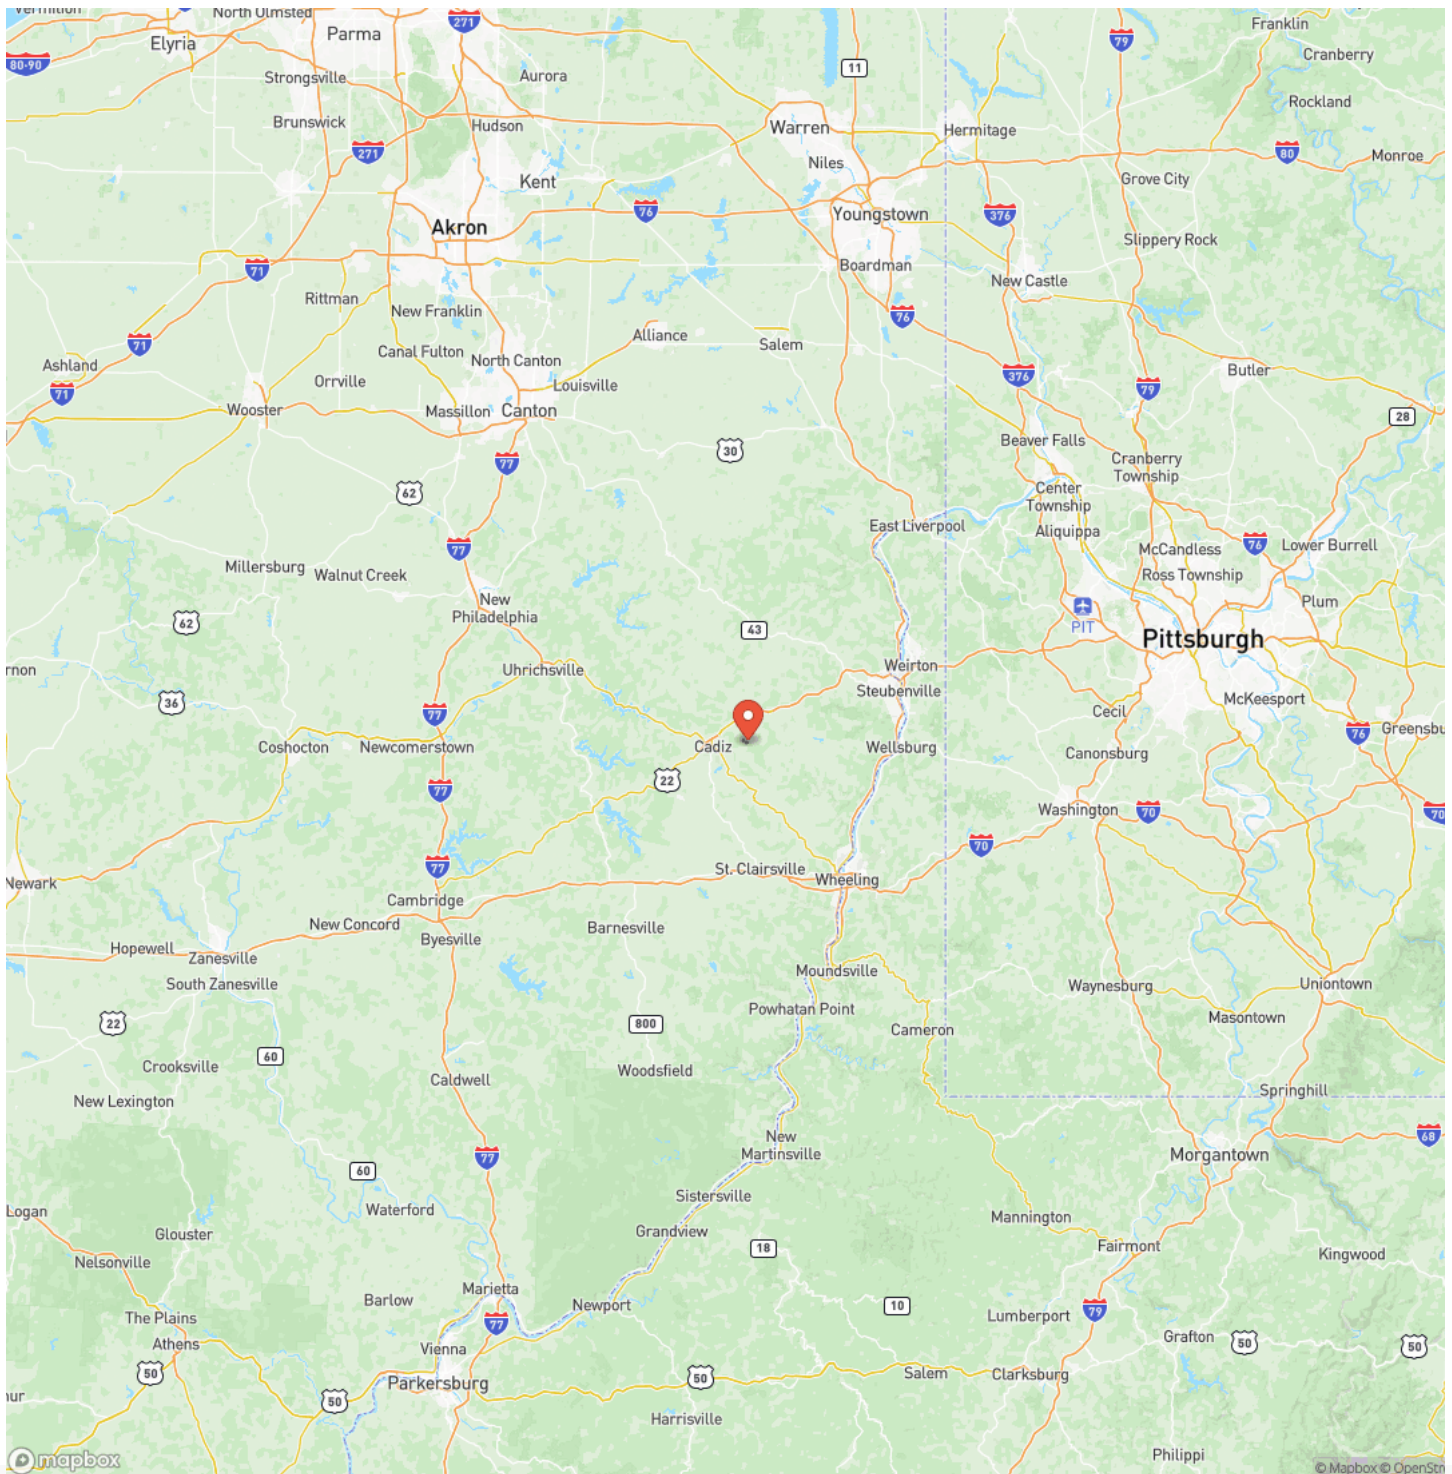 Vermilion
North Olmsted
271
Franklin
Elyria
Parma
79
Cranberry
80-90
Strongsville
Aurora
11
Rockland
Brunswick
Hudson
Warren
Hermitage
271
Niles
80
Monroe
Kent
Grove City
76
376
Akron
Youngstown
Slippery Rock
71
Boardman
New Castle
Rittman
New Franklin
76
71
Canal Fulton
North Canton
Alliance
Salem
Ashland
Orrville
Louisville
376
Butler
71
Wooster
Massillon
Canton
79
28
30
Beaver Falls
77
Cranberry
Township
62
Center
Township
East Liverpool
Aliquippa
77
McCandless
76
Lower Burrell
Millersburg
Walnut Creek
Ross Township
New
Philadelphia
PIT
Plum
62
43
Pittsburgh
rnon
Uhrichsville
Weirton
Steubenville
McKeesport
36
77
Cecil
76
Greensbu
Coshocton
Newcomerstown
Cadiz
Wellsburg
Canonsburg
22
77
Washington
70
70
70
77
St. Clairsville
Wheeling
Newark
Cambridge
New Concord
Barnesville
Hopewell
Byesville
Zanesville
Moundsville
South Zanesville
Waynesburg
Uniontown
Powhatan Point
22
800
Masontown
Cameron
60
Crooksville
Woodsfield
Caldwell
New Lexington
Springhill
68
New
Martinsville
77
Morgantown
60
Sistersville
Logan
Waterford
Mannington
Glouster
Grandview
18
Fairmont
Kingwood
Nelsonville
Marietta
Barlow
Newport
10
79
The Plains
77
Lumberport
Grafton
Athens
Vienna
50
50
50
50
Salem
Clarksburg
Parkersburg
50
ur
Harrisville
Philippi
mapbox
© Mapbox © OpenStre